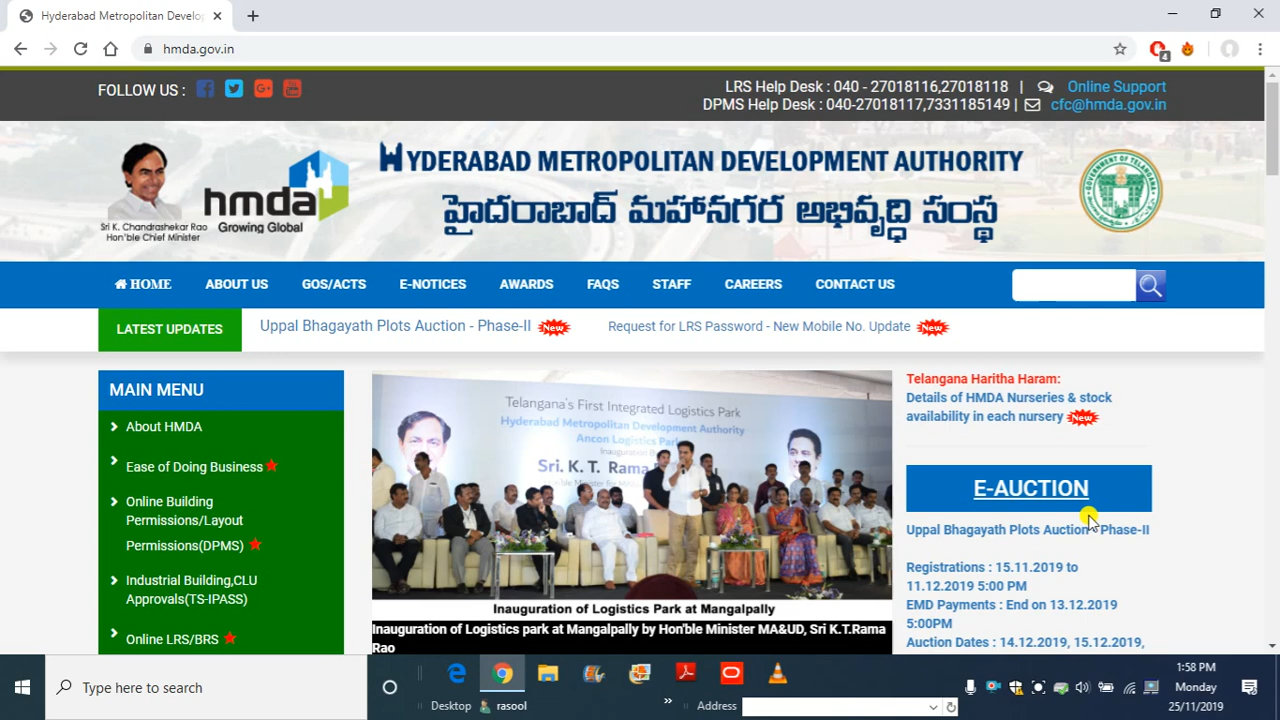 Hyderabad Metropolitan Develop
hmda.gov.in
4
FOLLOW US :
LRS Help Desk : 040 - 27018116,27018118 | Online Support
DPMS Help Desk : 040-27018117,7331185149 | cfc@hmda.gov.in
Sri K. Chandrashekar Rao
Hon'ble Chief Minister
hmda
Growing Global
HYDERABAD METROPOLITAN DEVELOPMENT AUTHORITY
హైదరాబాద్ మహానగర అభివృద్ధి సంస్థ
HOME ABOUT US GOS/ACTS E-NOTICES AWARDS FAQS STAFF CAREERS CONTACT US
LATEST UPDATES
Uppal Bhagayath Plots Auction - Phase-II New
Request for LRS Password - New Mobile No. Update New
MAIN MENU
About HMDA
Ease of Doing Business
Online Building
Permissions/Layout
Permissions(DPMS)
Industrial Building,CLU
Approvals(TS-IPASS)
Online LRS/BRS
Telangana's First Integrated Logistics Park
Hyderabad Metropolitan Development Authority
Ancon Logistics Park
Inauguration
Sri. K. T. Rama
Inauguration of Logistics Park at Mangalpally
Inauguration of Logistics park at Mangalpally by Hon'ble Minister MA&UD, Sri K.T.Rama
Rao
Telangana Haritha Haram:
Details of HMDA Nurseries & stock
availability in each nursery New
E-AUCTION
Uppal Bhagayath Plots Auction - Phase-II
Registrations : 15.11.2019 to
11.12.2019 5:00 PM
EMD Payments : End on 13.12.2019
5:00PM
Auction Dates : 14.12.2019, 15.12.2019,
Type here to search
Desktop
rasool
»
Address
1:58 PM
Monday
25/11/2019